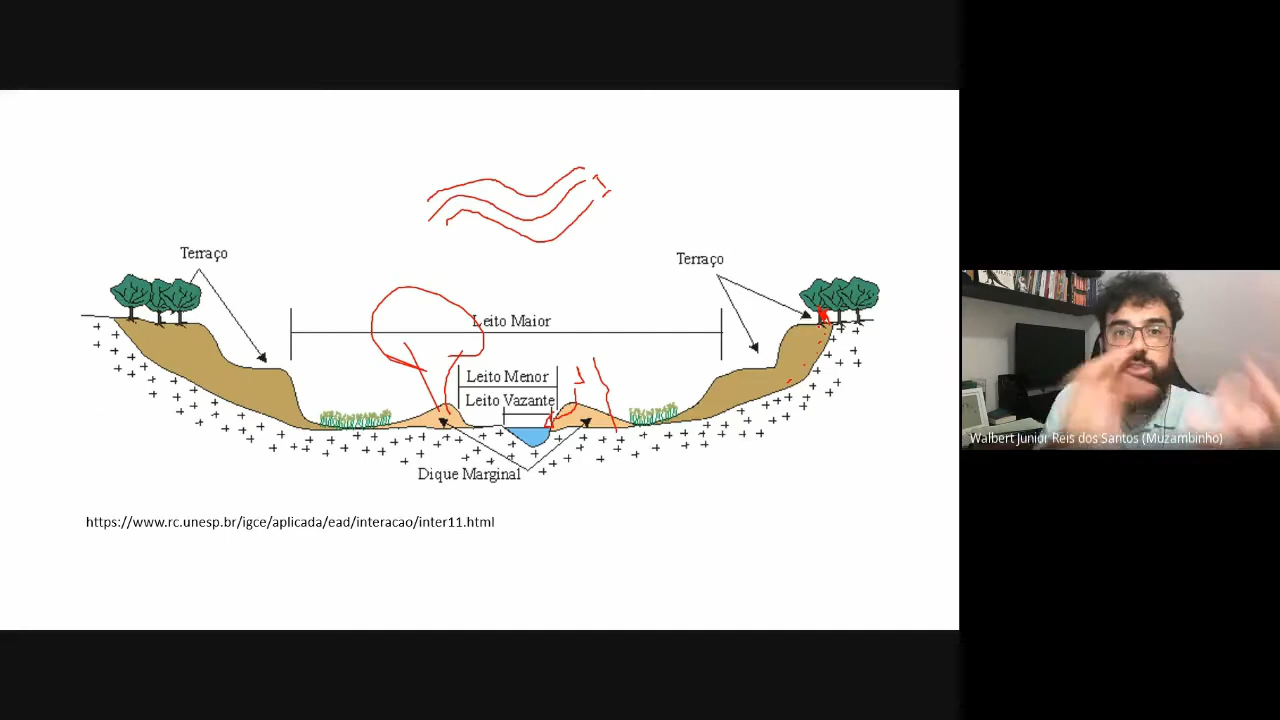 Terraço
Terraço
Leito Maior
Leito Menor
Leito Vazante
Dique Marginal
https://www.rc.unesp.br/igce/aplicada/ead/interacao/inter11.html
Walbert Junior Reis dos Santos (Muzambinho)